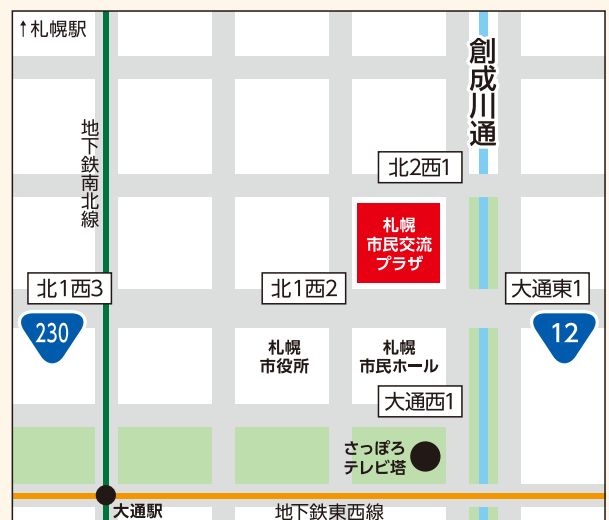 ↑札幌駅
創成川通
地下鉄南北線
北2西1
札幌
市民交流
プラザ
北1西3
北1西2
大通東1
230
12
札幌
市役所
札幌
市民ホール
大通西1
さっぽろ
テレビ塔
大通駅
地下鉄東西線